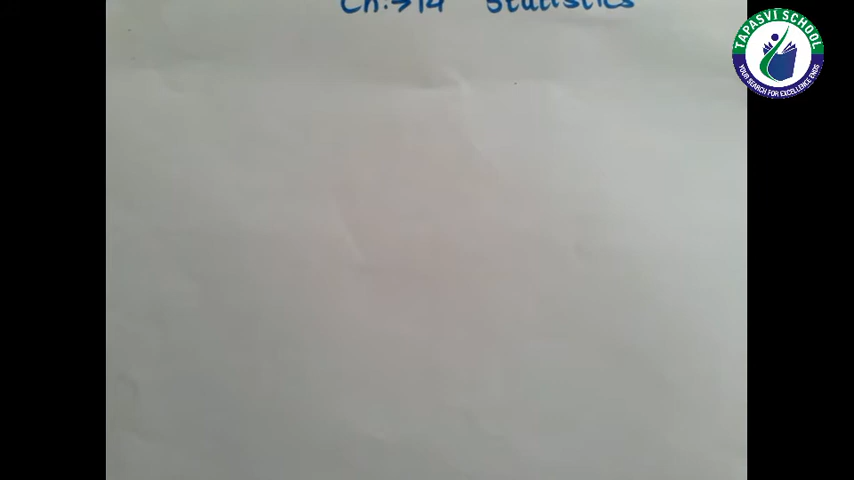 Ch:→14 Statistics
TAPASVI SCHOOL
YOUR SEARCH FOR EXCELLENCE ENDS